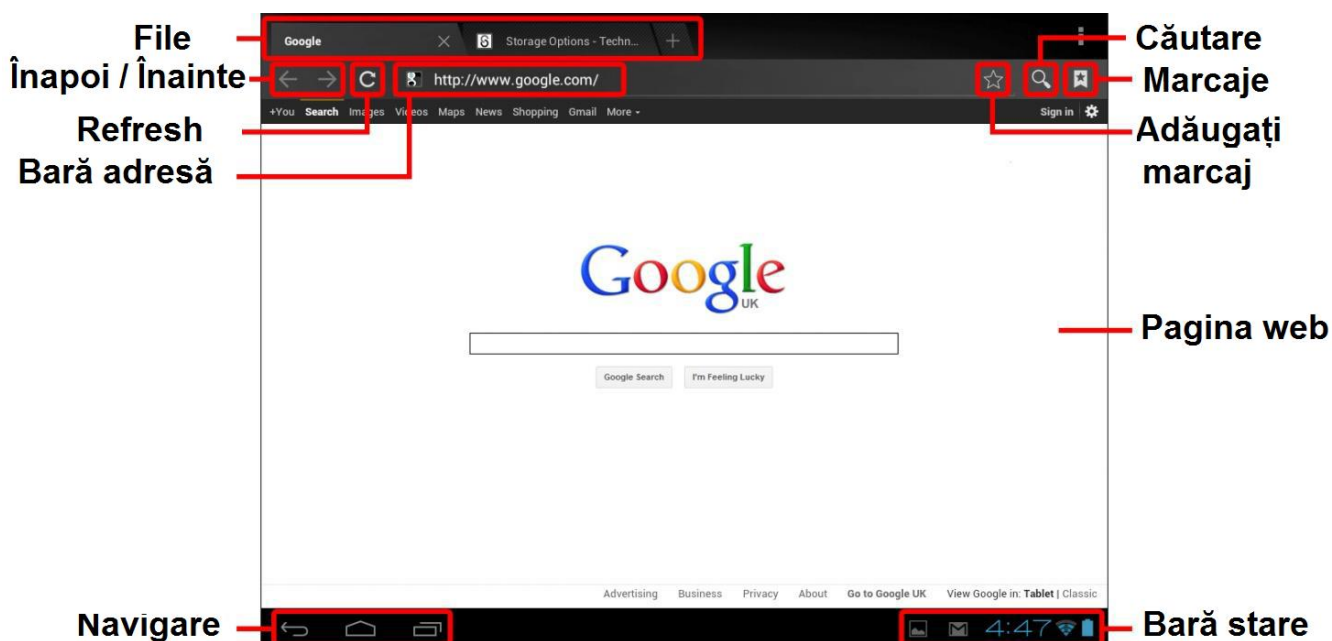 File
Google
Storage Options - Techn...
Căutare
Înapoi / Înainte
http://www.google.com/
Marcaje
+You Search Images Videos Maps News Shopping Gmail More
Sign in
Refresh
Adăugați
marcaj
Bară adresă
Google
UK
Pagina web
Google Search
I'm Feeling Lucky
Advertising Business Privacy About Go to Google UK View Google in: Tablet | Classic
Navigare
4:47
Bară stare